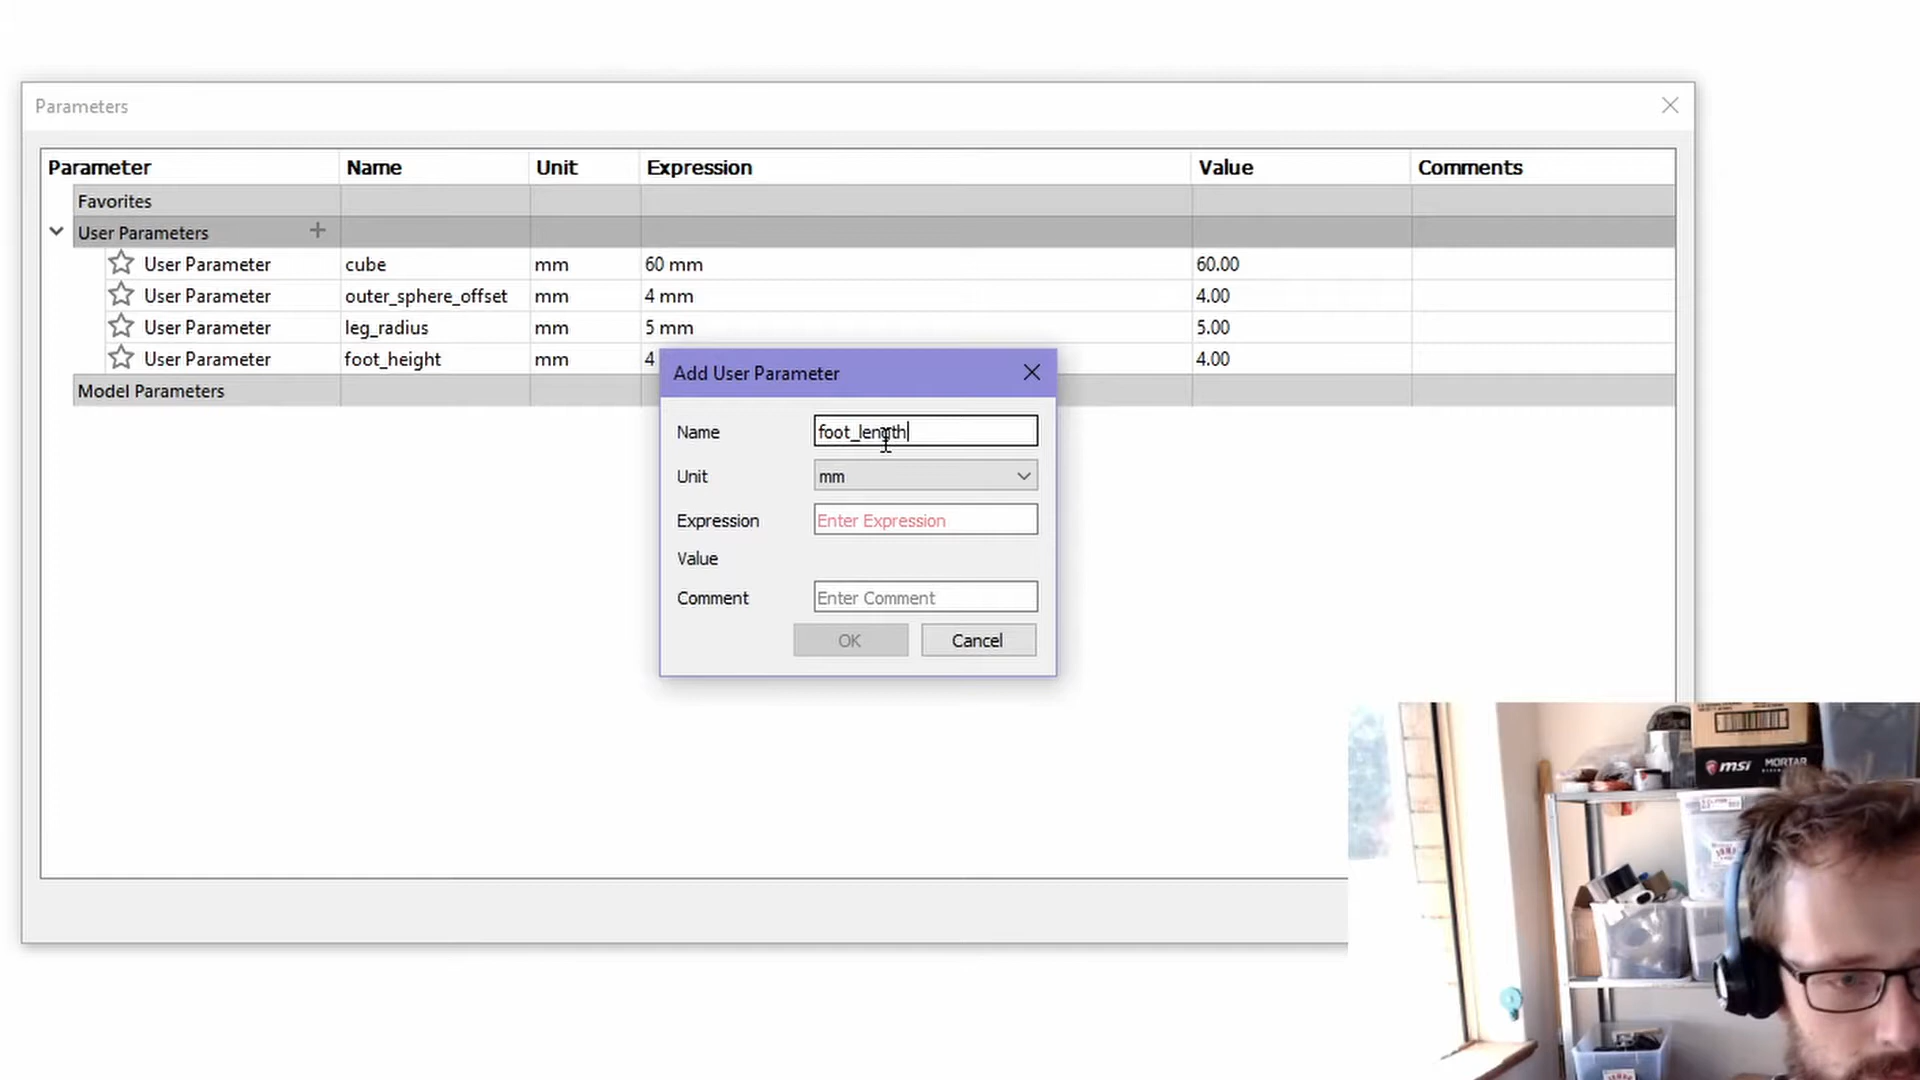 Parameters
Parameter Name Unit Expression Value Comments
Favorites
User Parameters
User Parameter cube mm 60 mm 60.00
User Parameter outer_sphere_offset mm 4 mm 4.00
User Parameter leg_radius mm 5 mm 5.00
User Parameter foot_height mm 4 4.00
Model Parameters
Add User Parameter
Name foot_length
Unit mm
Expression Enter Expression
Value
Comment Enter Comment
OK Cancel
msi MORTAR